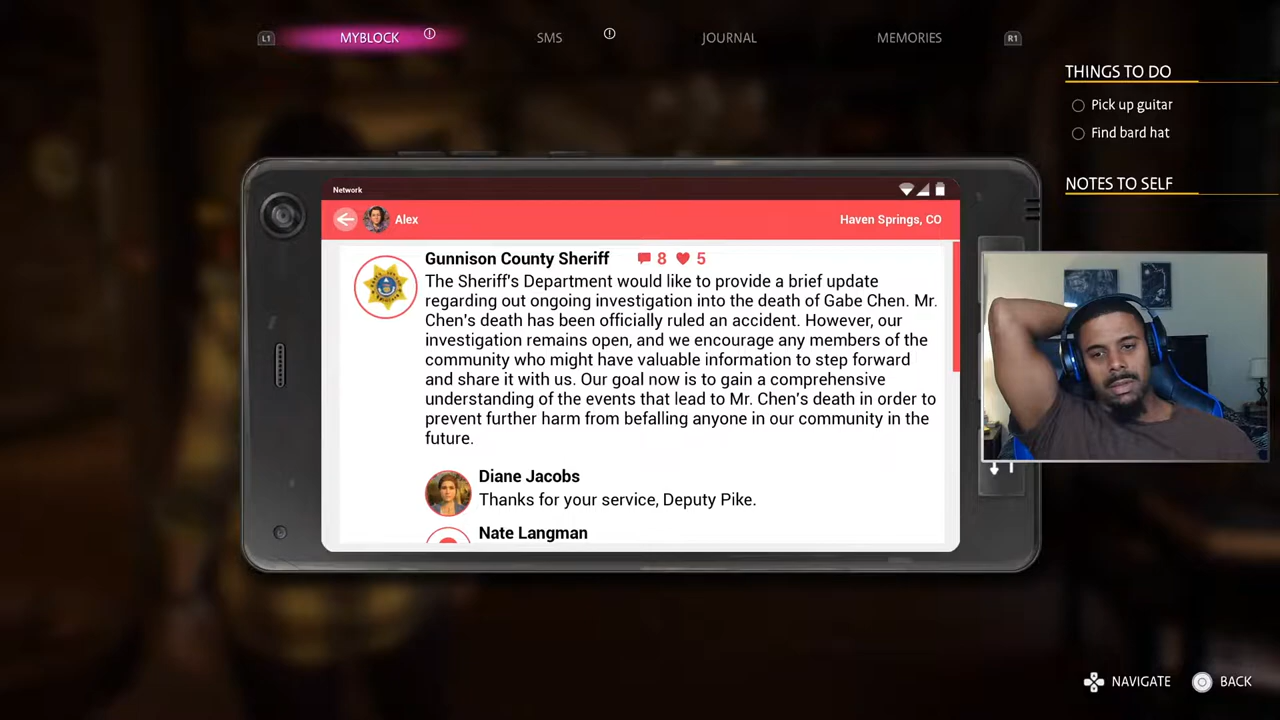 L1
MYBLOCK
SMS
JOURNAL
MEMORIES
R1
THINGS TO DO
Pick up guitar
Find bard hat
NOTES TO SELF
Network
Alex
Haven Springs, CO
Gunnison County Sheriff 8 5
The Sheriff's Department would like to provide a brief update
regarding out ongoing investigation into the death of Gabe Chen. Mr.
Chen's death has been officially ruled an accident. However, our
investigation remains open, and we encourage any members of the
community who might have valuable information to step forward
and share it with us. Our goal now is to gain a comprehensive
understanding of the events that lead to Mr. Chen's death in order to
prevent further harm from befalling anyone in our community in the
future.
Diane Jacobs
Thanks for your service, Deputy Pike.
Nate Langman
NAVIGATE
BACK